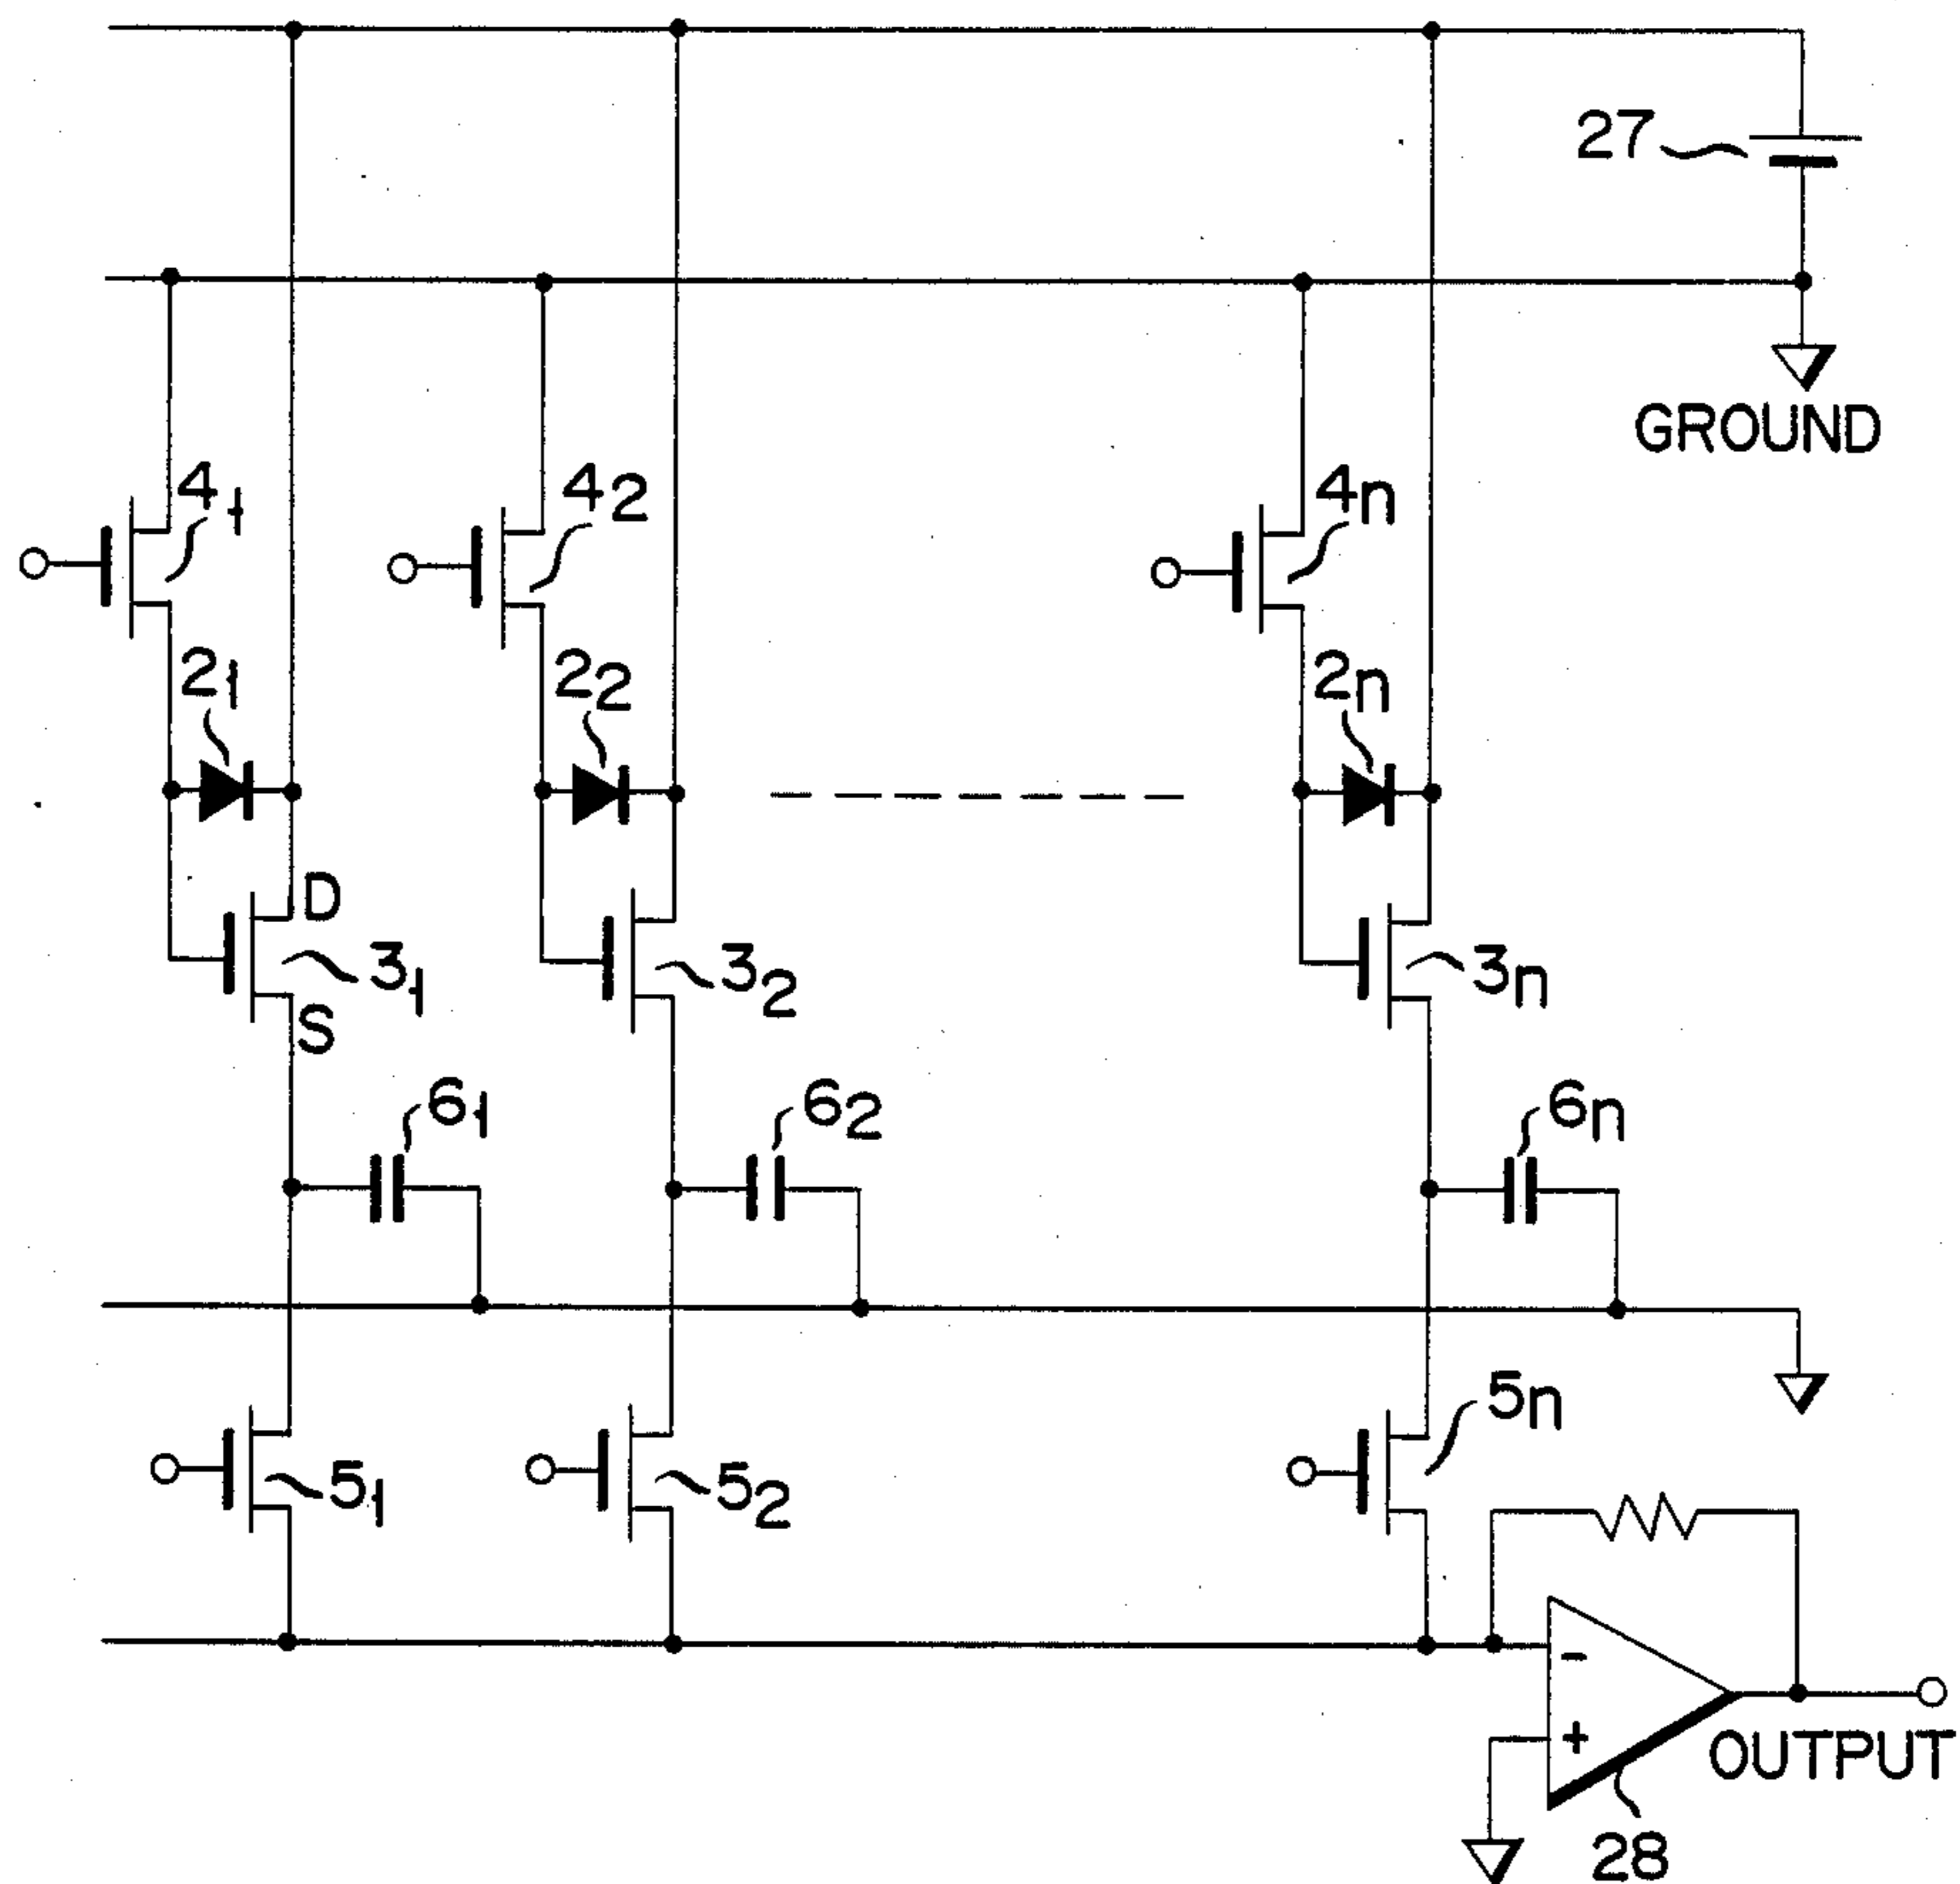 27
GROUND
4₁
4₂
4n
2₁
2₂
2n
D
3₁
3₂
3n
S
6₁
6₂
6n
5n
5₁
5₂
-
+
OUTPUT
28